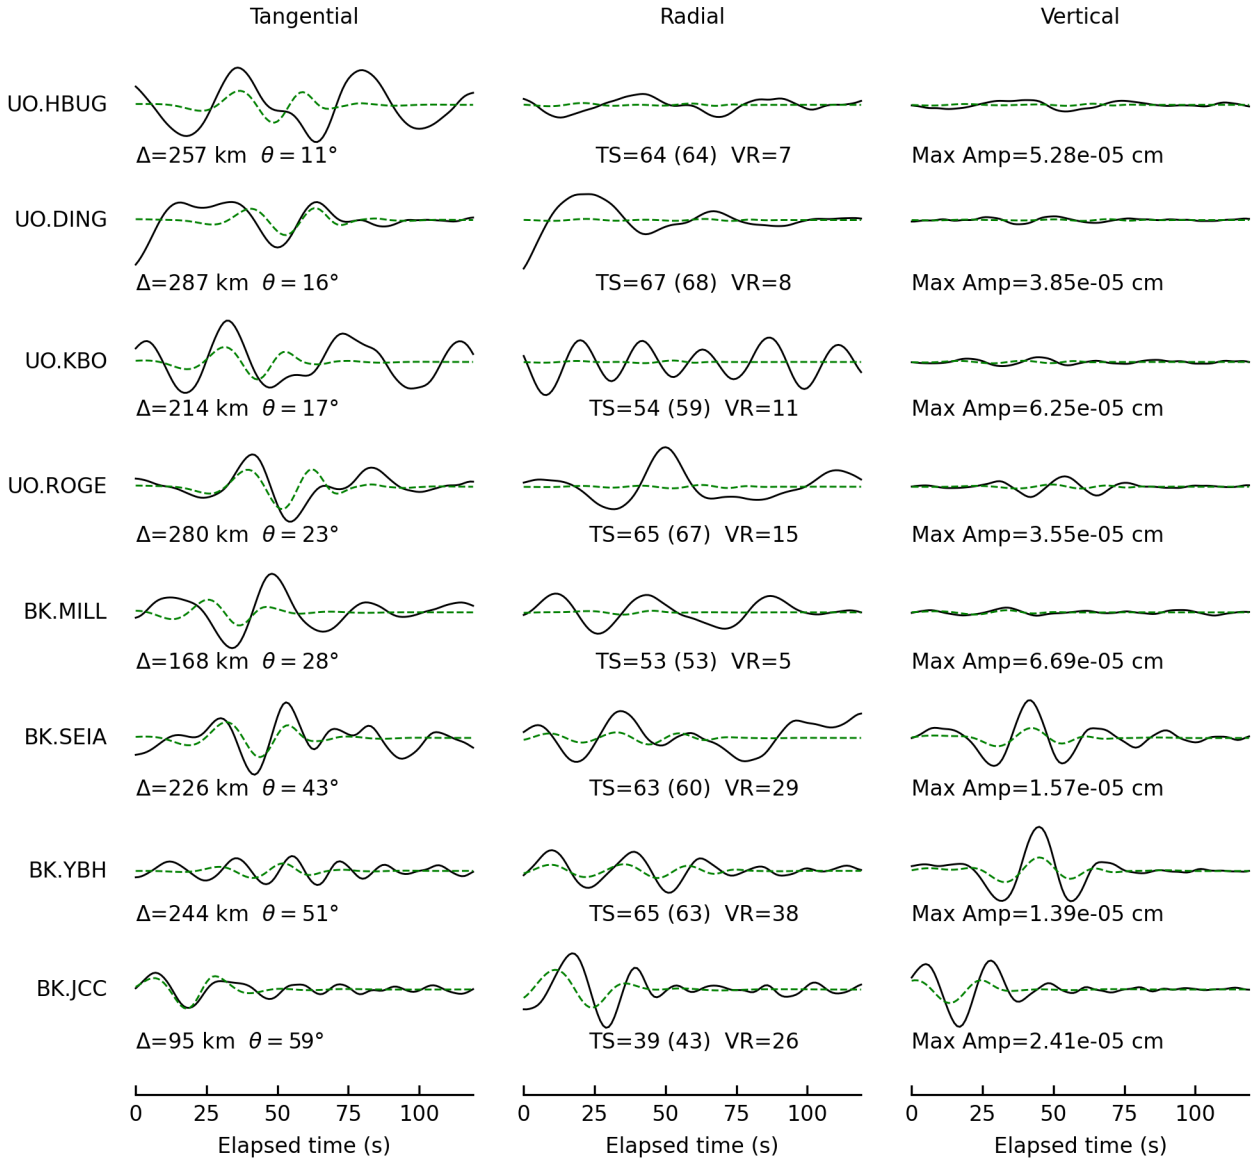 Tangential Radial Vertical
UO.HBUG
Δ=257 km θ = 11° TS=64 (64) VR=7 Max Amp=5.28e-05 cm
UO.DING
Δ=287 km θ = 16° TS=67 (68) VR=8 Max Amp=3.85e-05 cm
UO.KBO
Δ=214 km θ = 17° TS=54 (59) VR=11 Max Amp=6.25e-05 cm
UO.ROGE
Δ=280 km θ = 23° TS=65 (67) VR=15 Max Amp=3.55e-05 cm
BK.MILL
Δ=168 km θ = 28° TS=53 (53) VR=5 Max Amp=6.69e-05 cm
BK.SEIA
Δ=226 km θ = 43° TS=63 (60) VR=29 Max Amp=1.57e-05 cm
BK.YBH
Δ=244 km θ = 51° TS=65 (63) VR=38 Max Amp=1.39e-05 cm
BK.JCC
Δ=95 km θ = 59° TS=39 (43) VR=26 Max Amp=2.41e-05 cm
0 25 50 75 100 0 25 50 75 100 0 25 50 75 100
Elapsed time (s) Elapsed time (s) Elapsed time (s)